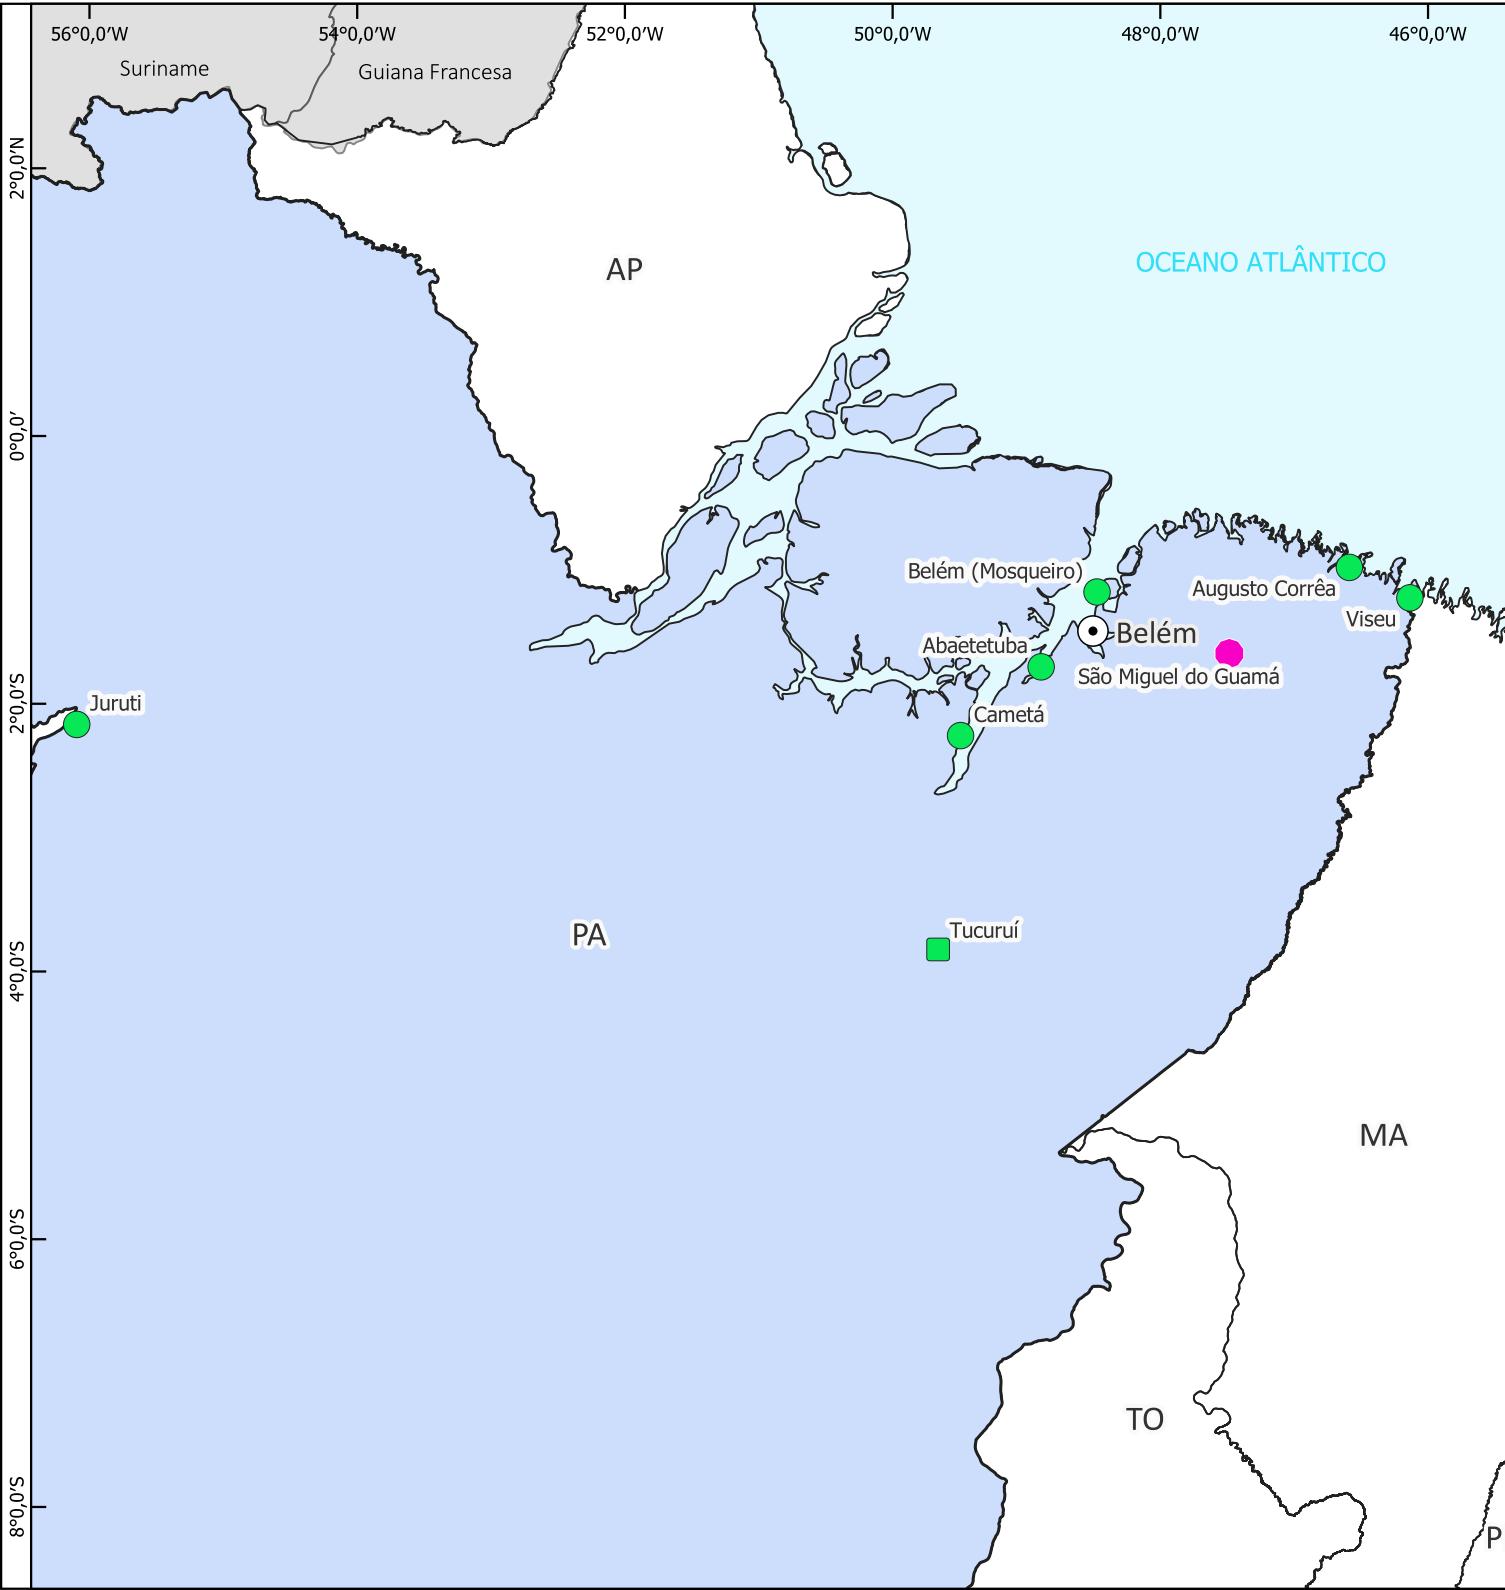 56°0,0′W
54°0,0′W
52°0,0′W
50°0,0′W
48°0,0′W
46°0,0′W
Suriname
Guiana Francesa
2°0,0′N
AP
OCEANO ATLÂNTICO
0°0,0′
Belém (Mosqueiro)
Augusto Corrêa
Viseu
Belém
Abaetetuba
São Miguel do Guamá
2°0,0′S
Juruti
Cametá
PA
Tucuruí
4°0,0′S
MA
6°0,0′S
TO
8°0,0′S
P